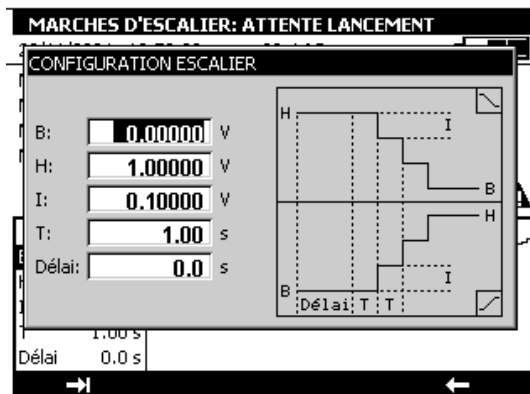 MARCHES D'ESCALIER: ATTENTE LANCEMENT
CONFIGURATION ESCALIER
B: 0.00000 V
H: 1.00000 V
I: 0.10000 V
T: 1.00 s
Délai: 0.0 s
H
I
B
H
I
B
Délai T T
1.00 s
Délai 0.0 s